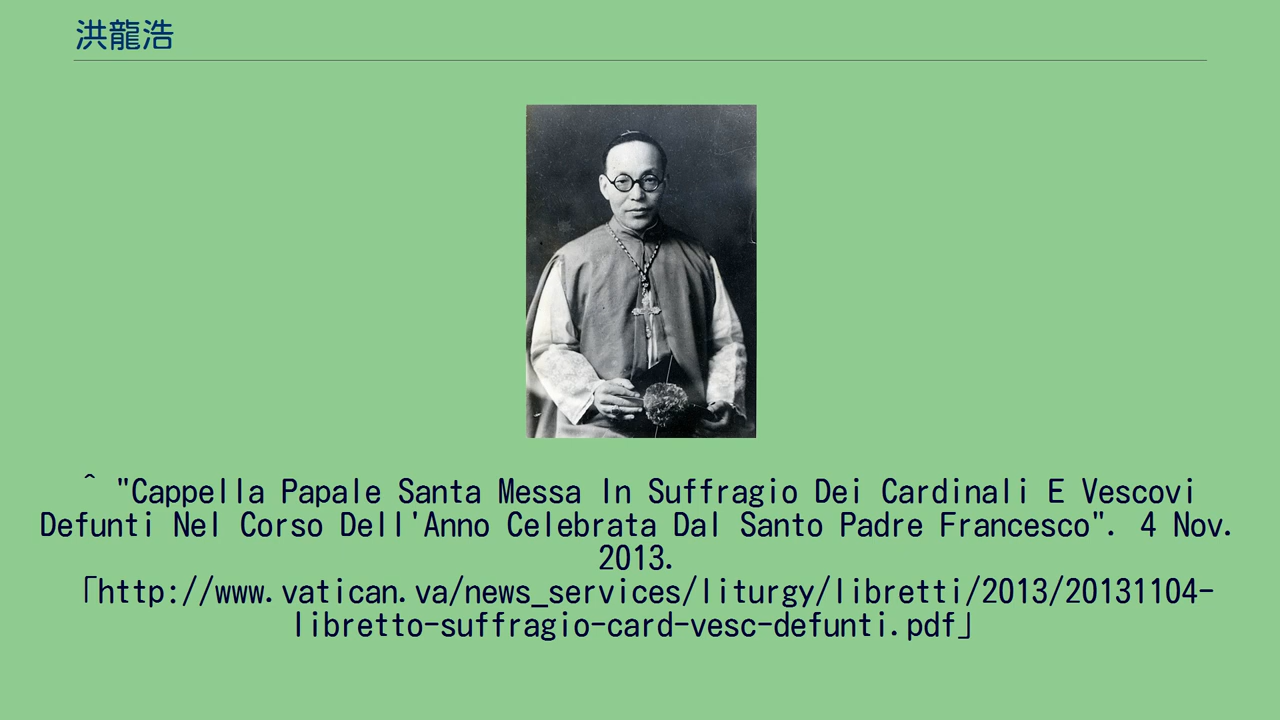 洪龍浩
^ "Cappella Papale Santa Messa In Suffragio Dei Cardinali E Vescovi
Defunti Nel Corso Dell'Anno Celebrata Dal Santo Padre Francesco". 4 Nov.
2013.
「http://www.vatican.va/news_services/liturgy/libretti/2013/20131104-
libretto-suffragio-card-vesc-defunti.pdf」